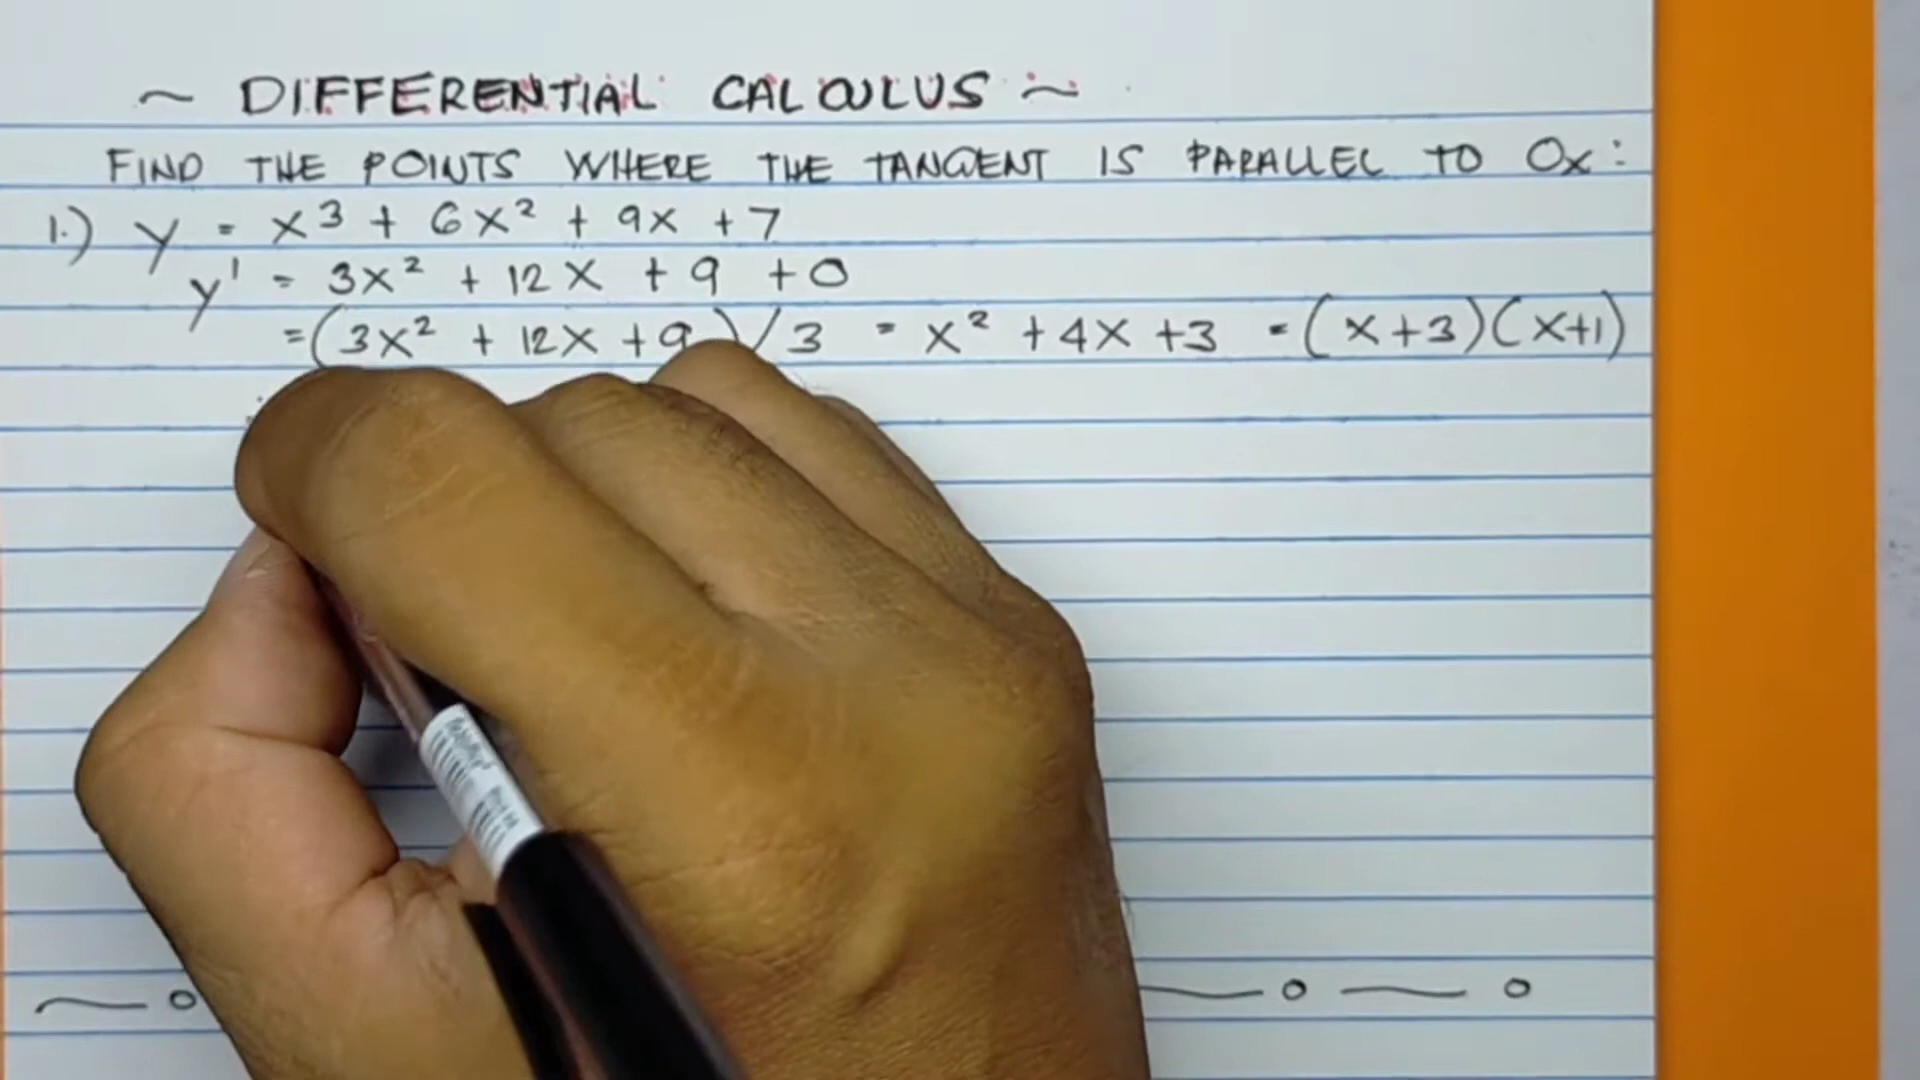 ~ DIFFERENTIAL CALCULUS ~
FIND THE POINTS WHERE THE TANGENT IS PARALLEL TO Ox:
1.) y = x³ + 6x² + 9x + 7
y' = 3x² + 12x + 9 + 0
= (3x² + 12x + 9)/3 = x² + 4x + 3 = (x+3)(x+1)